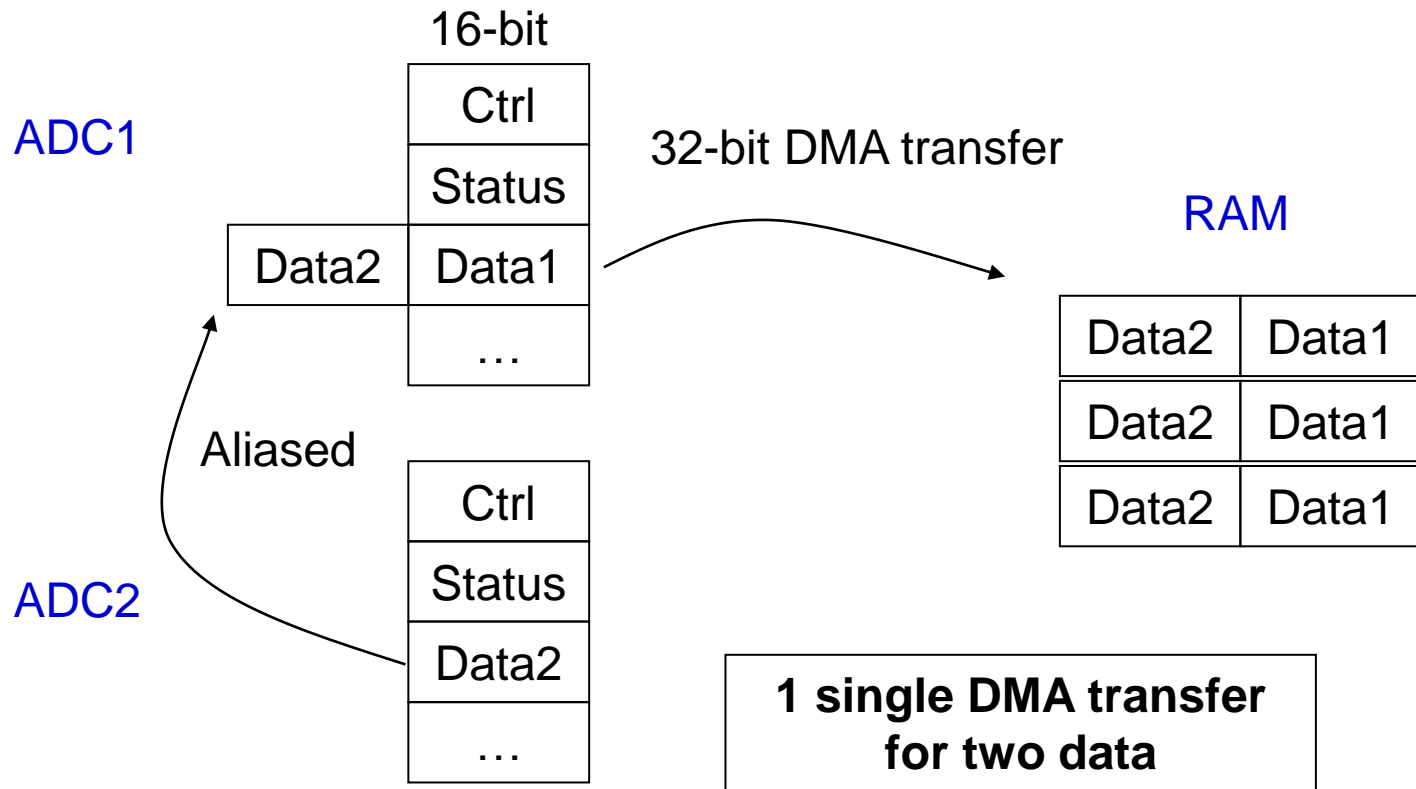 16-bit
ADC1
Ctrl
Status
Data2 Data1
…
32-bit DMA transfer
RAM
Data2 Data1
Data2 Data1
Data2 Data1
Aliased
ADC2
Ctrl
Status
Data2
…
1 single DMA transfer
for two data